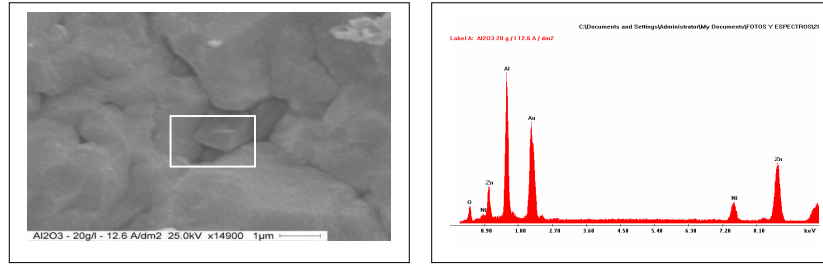 Al2O3 - 20g/l - 12.6 A/dm2 25.0kV x14900 1µm
C:\Documents and Settings\Administrator\My Documents\FOTOS Y ESPECTROS\20
Label A: Al2O3 20 g / l 12.6 A / dm2
Al
Au
Zn
Zn
O
Ni
Ni
0.90 1.80 2.70 3.60 4.50 5.40 6.30 7.20 8.10 keV